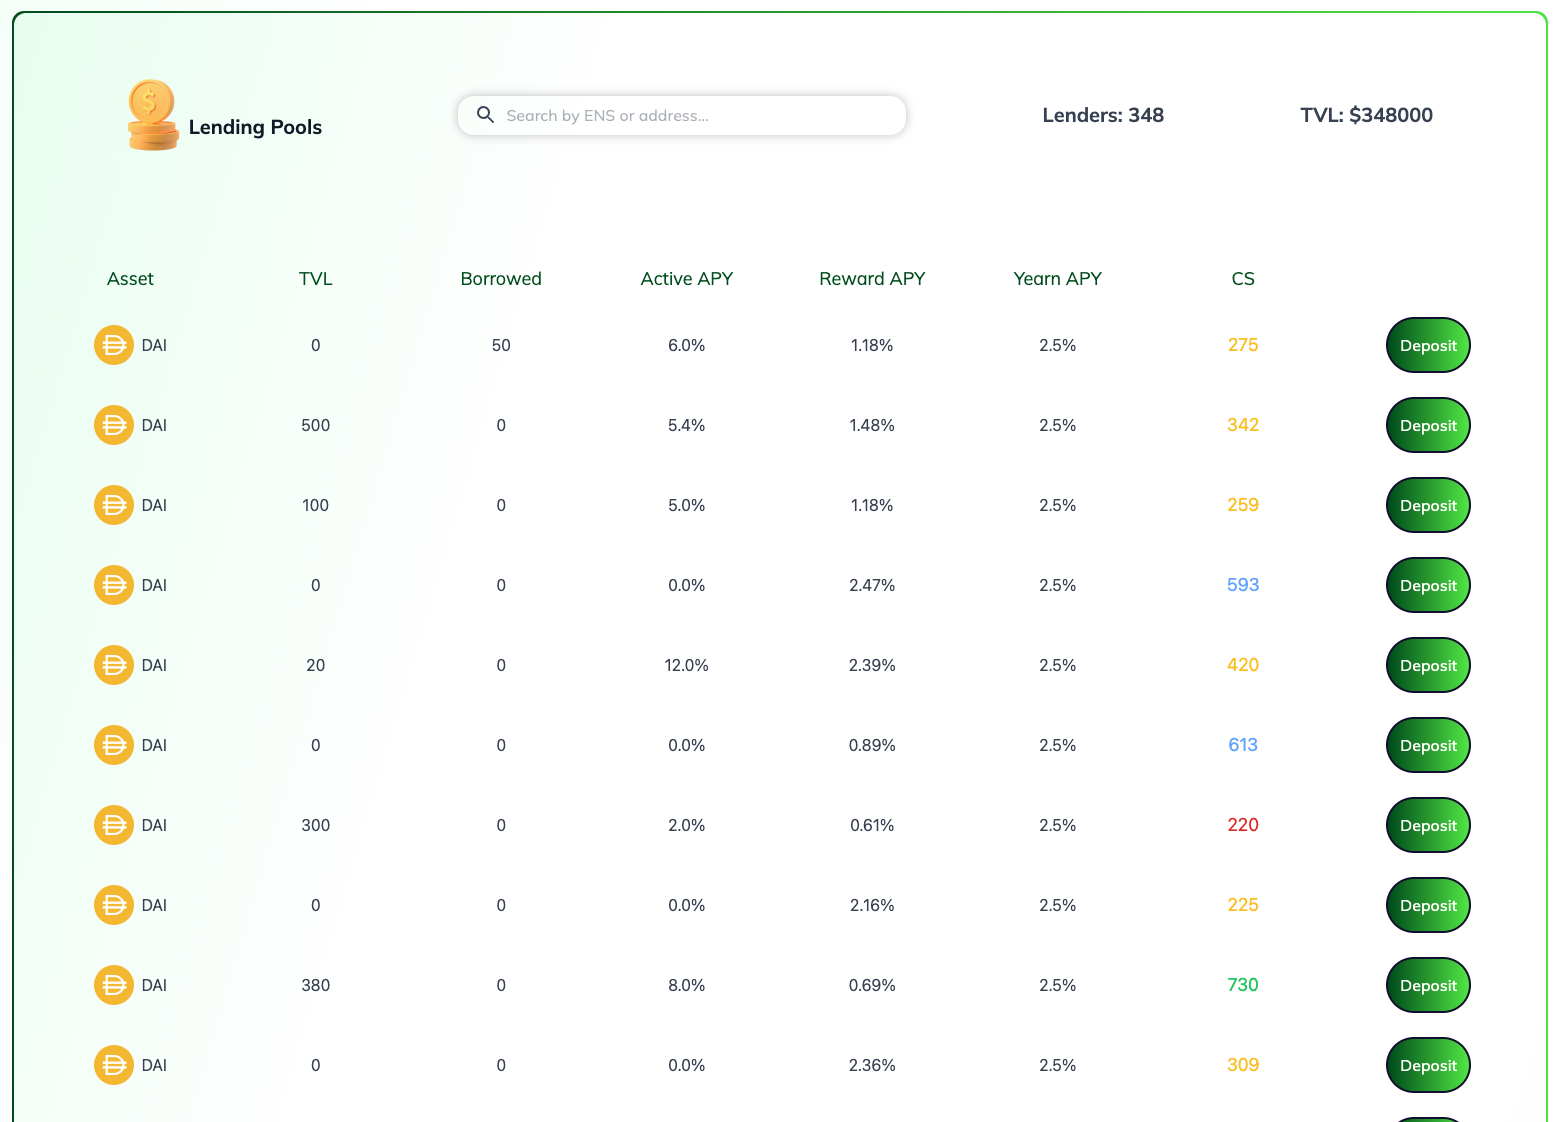 $
Lending Pools
Search by ENS or address...
Lenders: 348
TVL: $348000
Asset TVL Borrowed Active APY Reward APY Yearn APY CS
DAI 0 50 6.0% 1.18% 2.5% 275 Deposit
DAI 500 0 5.4% 1.48% 2.5% 342 Deposit
DAI 100 0 5.0% 1.18% 2.5% 259 Deposit
DAI 0 0 0.0% 2.47% 2.5% 593 Deposit
DAI 20 0 12.0% 2.39% 2.5% 420 Deposit
DAI 0 0 0.0% 0.89% 2.5% 613 Deposit
DAI 300 0 2.0% 0.61% 2.5% 220 Deposit
DAI 0 0 0.0% 2.16% 2.5% 225 Deposit
DAI 380 0 8.0% 0.69% 2.5% 730 Deposit
DAI 0 0 0.0% 2.36% 2.5% 309 Deposit